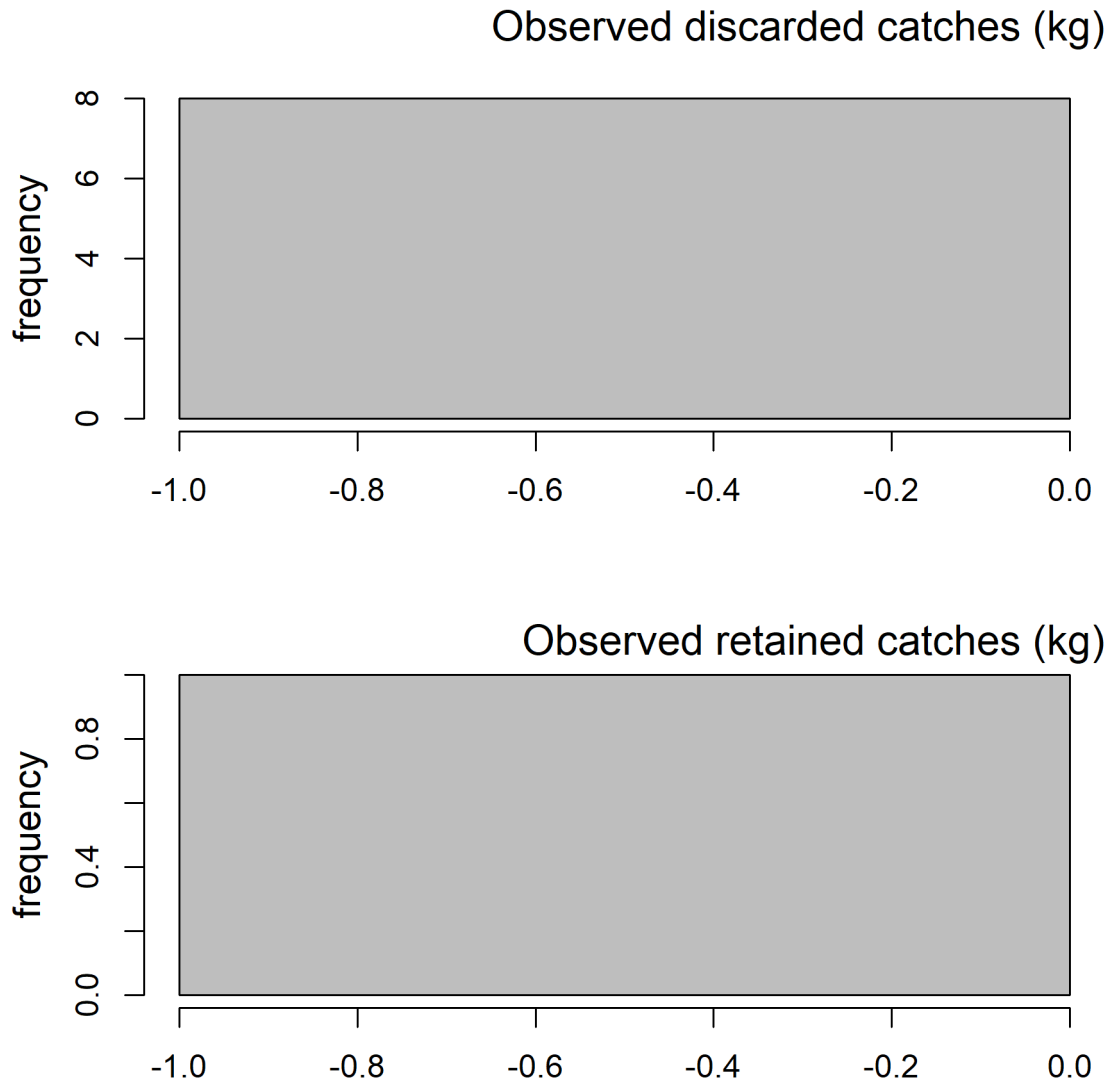 Observed discarded catches (kg)
frequency
8
6
4
2
0
-1.0 -0.8 -0.6 -0.4 -0.2 0.0
Observed retained catches (kg)
frequency
0.8
0.4
0.0
-1.0 -0.8 -0.6 -0.4 -0.2 0.0